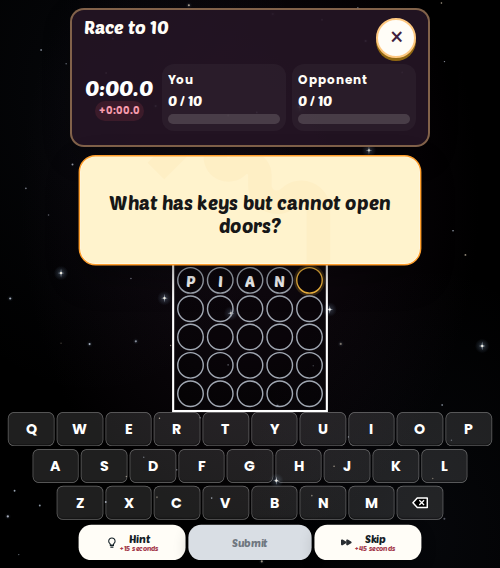 Race to 10
×
0:00.0
+0:00.0
You
0 / 10
Opponent
0 / 10
What has keys but cannot open
doors?
P I A N
Q W E R T Y U I O P
A S D F G H J K L
Z X C V B N M
Hint
+15 seconds
Submit
Skip
+45 seconds